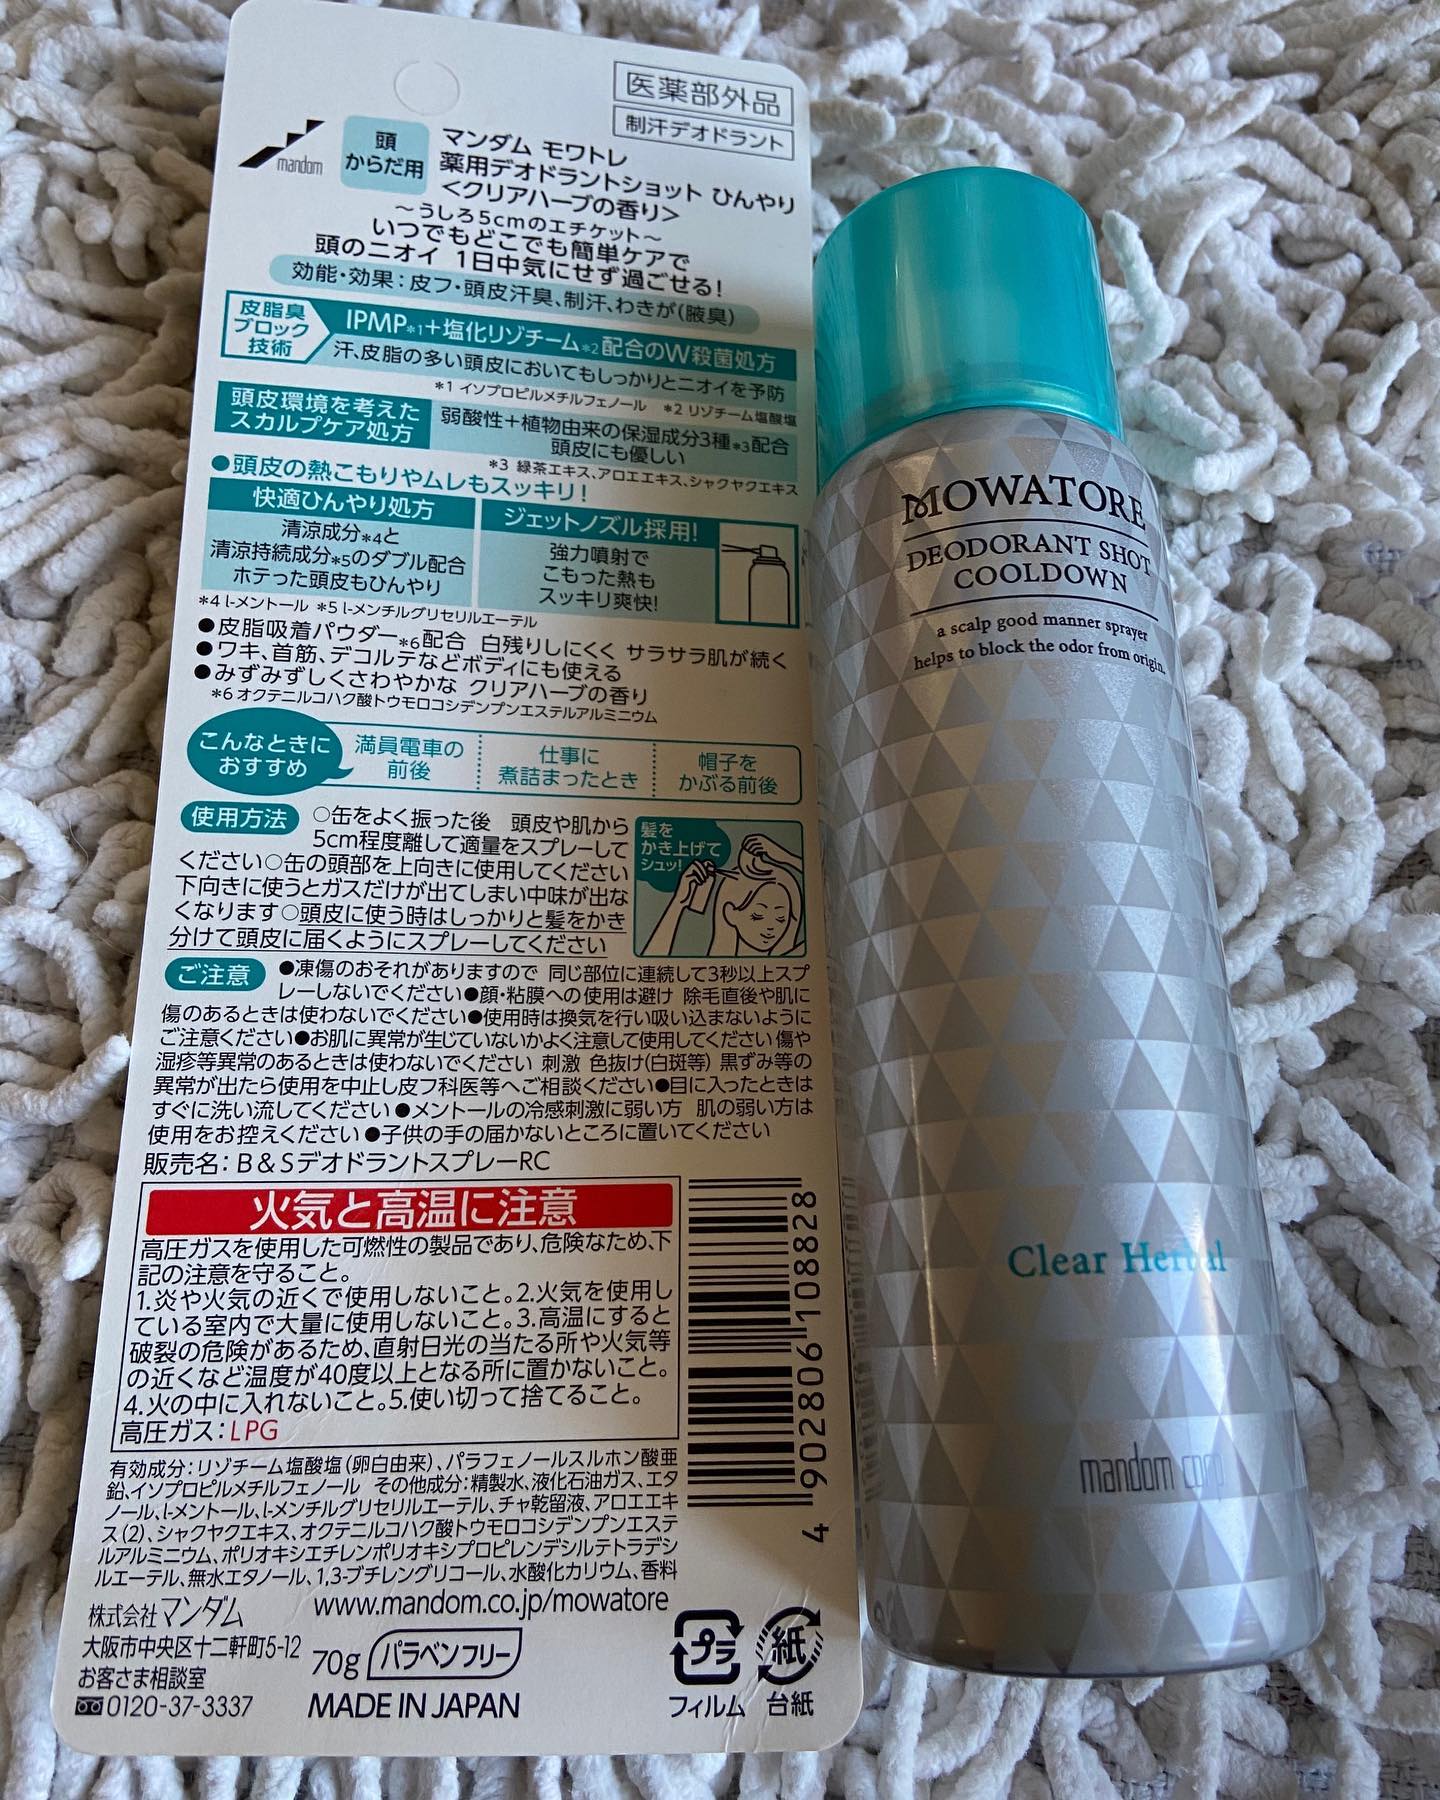 医薬部外品
制汗デオドラント
mandom
頭
からだ用
マンダム モワトレ
薬用デオドラントショット ひんやり
<クリアハーブの香り>
～うしろ5cmのエチケット～
いつでもどこでも簡単ケアで
頭のニオイ 1日中気にせず過ごせる!
効能・効果：皮フ・頭皮汗臭、制汗、わきが(腋臭)
皮脂臭
ブロック
技術
IPMP*1+塩化リゾチーム*2配合のW殺菌処方
汗、皮脂の多い頭皮においてもしっかりとニオイを予防
*1 イソプロピルメチルフェノール *2 リゾチーム塩酸塩
頭皮環境を考えた
スカルプケア処方
弱酸性+植物由来の保湿成分3種*3配合
頭皮にも優しい
*3 緑茶エキス、アロエエキス、シャクヤクエキス
●頭皮の熱こもりやムレもスッキリ!
快適ひんやり処方
清涼成分*4と
清涼持続成分*5のダブル配合
ホテった頭皮もひんやり
ジェットノズル採用!
強力噴射で
こもった熱も
スッキリ爽快!
*4 l-メントール *5 l-メンチルグリセリルエーテル
●皮脂吸着パウダー*6配合 白残りしにくく サラサラ肌が続く
●ワキ、首筋、デコルテなどボディにも使える
●みずみずしくさわやかな クリアハーブの香り
*6 オクテニルコハク酸トウモロコシデンプンエステルアルミニウム
こんなときに
おすすめ
満員電車の
前後
仕事に
煮詰まったとき
帽子を
かぶる前後
使用方法 ○缶をよく振った後 頭皮や肌から
5cm程度離して適量をスプレーして
ください○缶の頭部を上向きに使用してください
下向きに使うとガスだけが出てしまい中味が出な
くなります○頭皮に使う時はしっかりと髪をかき
分けて頭皮に届くようにスプレーしてください
髪を
かき上げて
シュッ!
ご注意 ●凍傷のおそれがありますので 同じ部位に連続して3秒以上スプ
レーしないでください●顔・粘膜への使用は避け 除毛直後や肌に
傷のあるときは使わないでください●使用時は換気を行い吸い込まないように
ご注意ください●お肌に異常が生じていないかよく注意して使用してください 傷や
湿疹等異常のあるときは使わないでください 刺激 色抜け(白斑等) 黒ずみ等の
異常が出たら使用を中止し皮フ科医等へご相談ください●目に入ったときは
すぐに洗い流してください●メントールの冷感刺激に弱い方 肌の弱い方は
使用をお控えください●子供の手の届かないところに置いてください
販売名：B&SデオドラントスプレーRC
火気と高温に注意
高圧ガスを使用した可燃性の製品であり、危険なため、下
記の注意を守ること。
1.炎や火気の近くで使用しないこと。2.火気を使用し
ている室内で大量に使用しないこと。3.高温にすると
破裂の危険があるため、直射日光の当たる所や火気等
の近くなど温度が40度以上となる所に置かないこと。
4.火の中に入れないこと。5.使い切って捨てること。
高圧ガス：LPG
4 902806 108828
有効成分：リゾチーム塩酸塩(卵白由来)、パラフェノールスルホン酸亜
鉛、イソプロピルメチルフェノール その他成分：精製水、液化石油ガス、エタ
ノール、l-メントール、l-メンチルグリセリルエーテル、チャ乾留液、アロエエキ
ス(2)、シャクヤクエキス、オクテニルコハク酸トウモロコシデンプンエステ
ルアルミニウム、ポリオキシエチレンポリオキシプロピレンデシルテトラデシ
ルエーテル、無水エタノール、1,3-ブチレングリコール、水酸化カリウム、香料
株式会社マンダム
大阪市中央区十二軒町5-12
お客さま相談室
0120-37-3337
www.mandom.co.jp/mowatore
70g パラベンフリー
MADE IN JAPAN
プラ
フィルム
紙
台紙
MOWATORE
DEODORANT SHOT
COOLDOWN
a scalp good manner sprayer
helps to block the odor from origin.
Clear Herbal
mandom corp